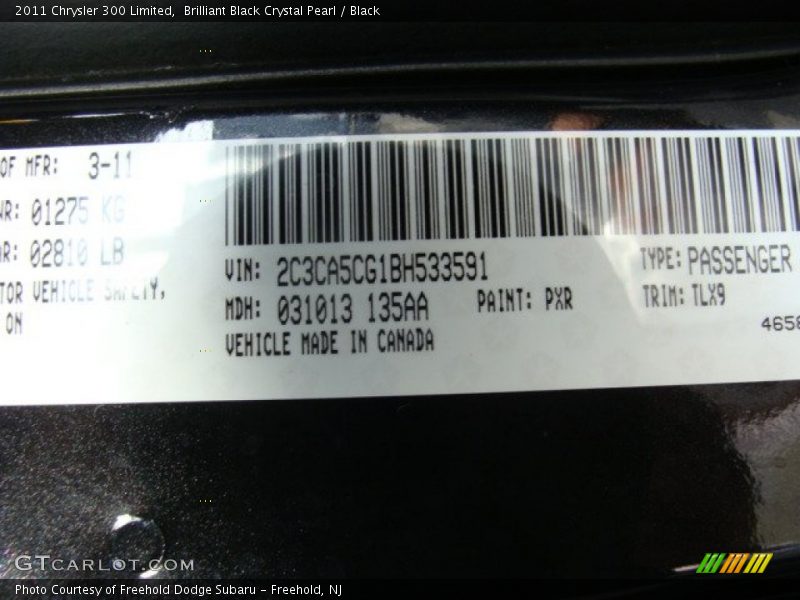 2011 Chrysler 300 Limited, Brilliant Black Crystal Pearl / Black
OF MFR: 3-11
WR: 01275 KG
AR: 02810 LB
TOR VEHICLE SAFETY,
ON
VIN: 2C3CA5CG1BH533591
TYPE: PASSENGER
MDH: 031013 135AA
PAINT: PXR
TRIM: TLX9
VEHICLE MADE IN CANADA
4658
GTCARLOT.COM
Photo Courtesy of Freehold Dodge Subaru - Freehold, NJ